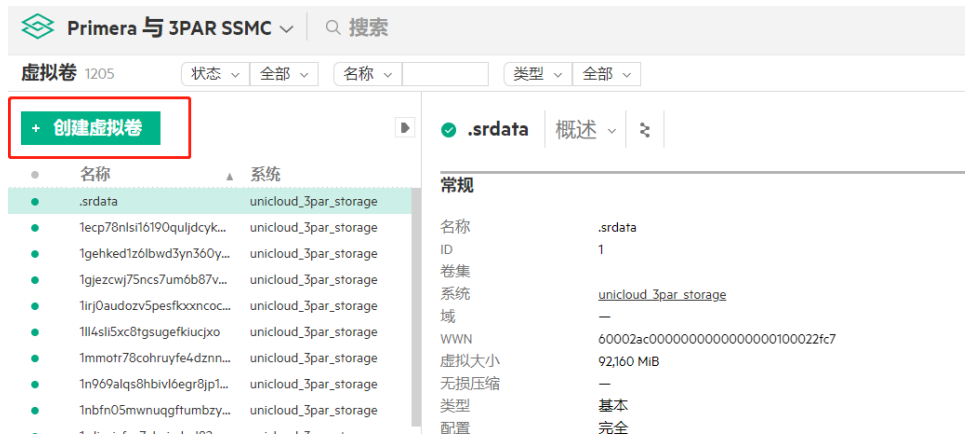 Primera 与 3PAR SSMC 搜索
虚拟卷 1205 状态 全部 名称 类型 全部
+ 创建虚拟卷
.srdata 概述
名称 系统
常规
.srdata unicloud_3par_storage
1ecp78nlsi16190quljdcyk... unicloud_3par_storage
名称 .srdata
1gehked1z6lbwd3yn360y... unicloud_3par_storage
ID 1
卷集
1gjezcwj75ncs7um6b87v... unicloud_3par_storage
系统 unicloud_3par_storage
1irj0audozv5pesfkxxncoc... unicloud_3par_storage
域 —
1ll4sli5xc8tgsugefkiucjxo unicloud_3par_storage
WWN 60002ac0000000000000000100022fc7
1mmotr78cohruyfe4dznn... unicloud_3par_storage
虚拟大小 92,160 MiB
1n969alqs8hbivl6egr8jp1... unicloud_3par_storage
无损压缩 —
1nbfn05mwnuqgftumbzy... unicloud_3par_storage
类型 基本
配置 完全